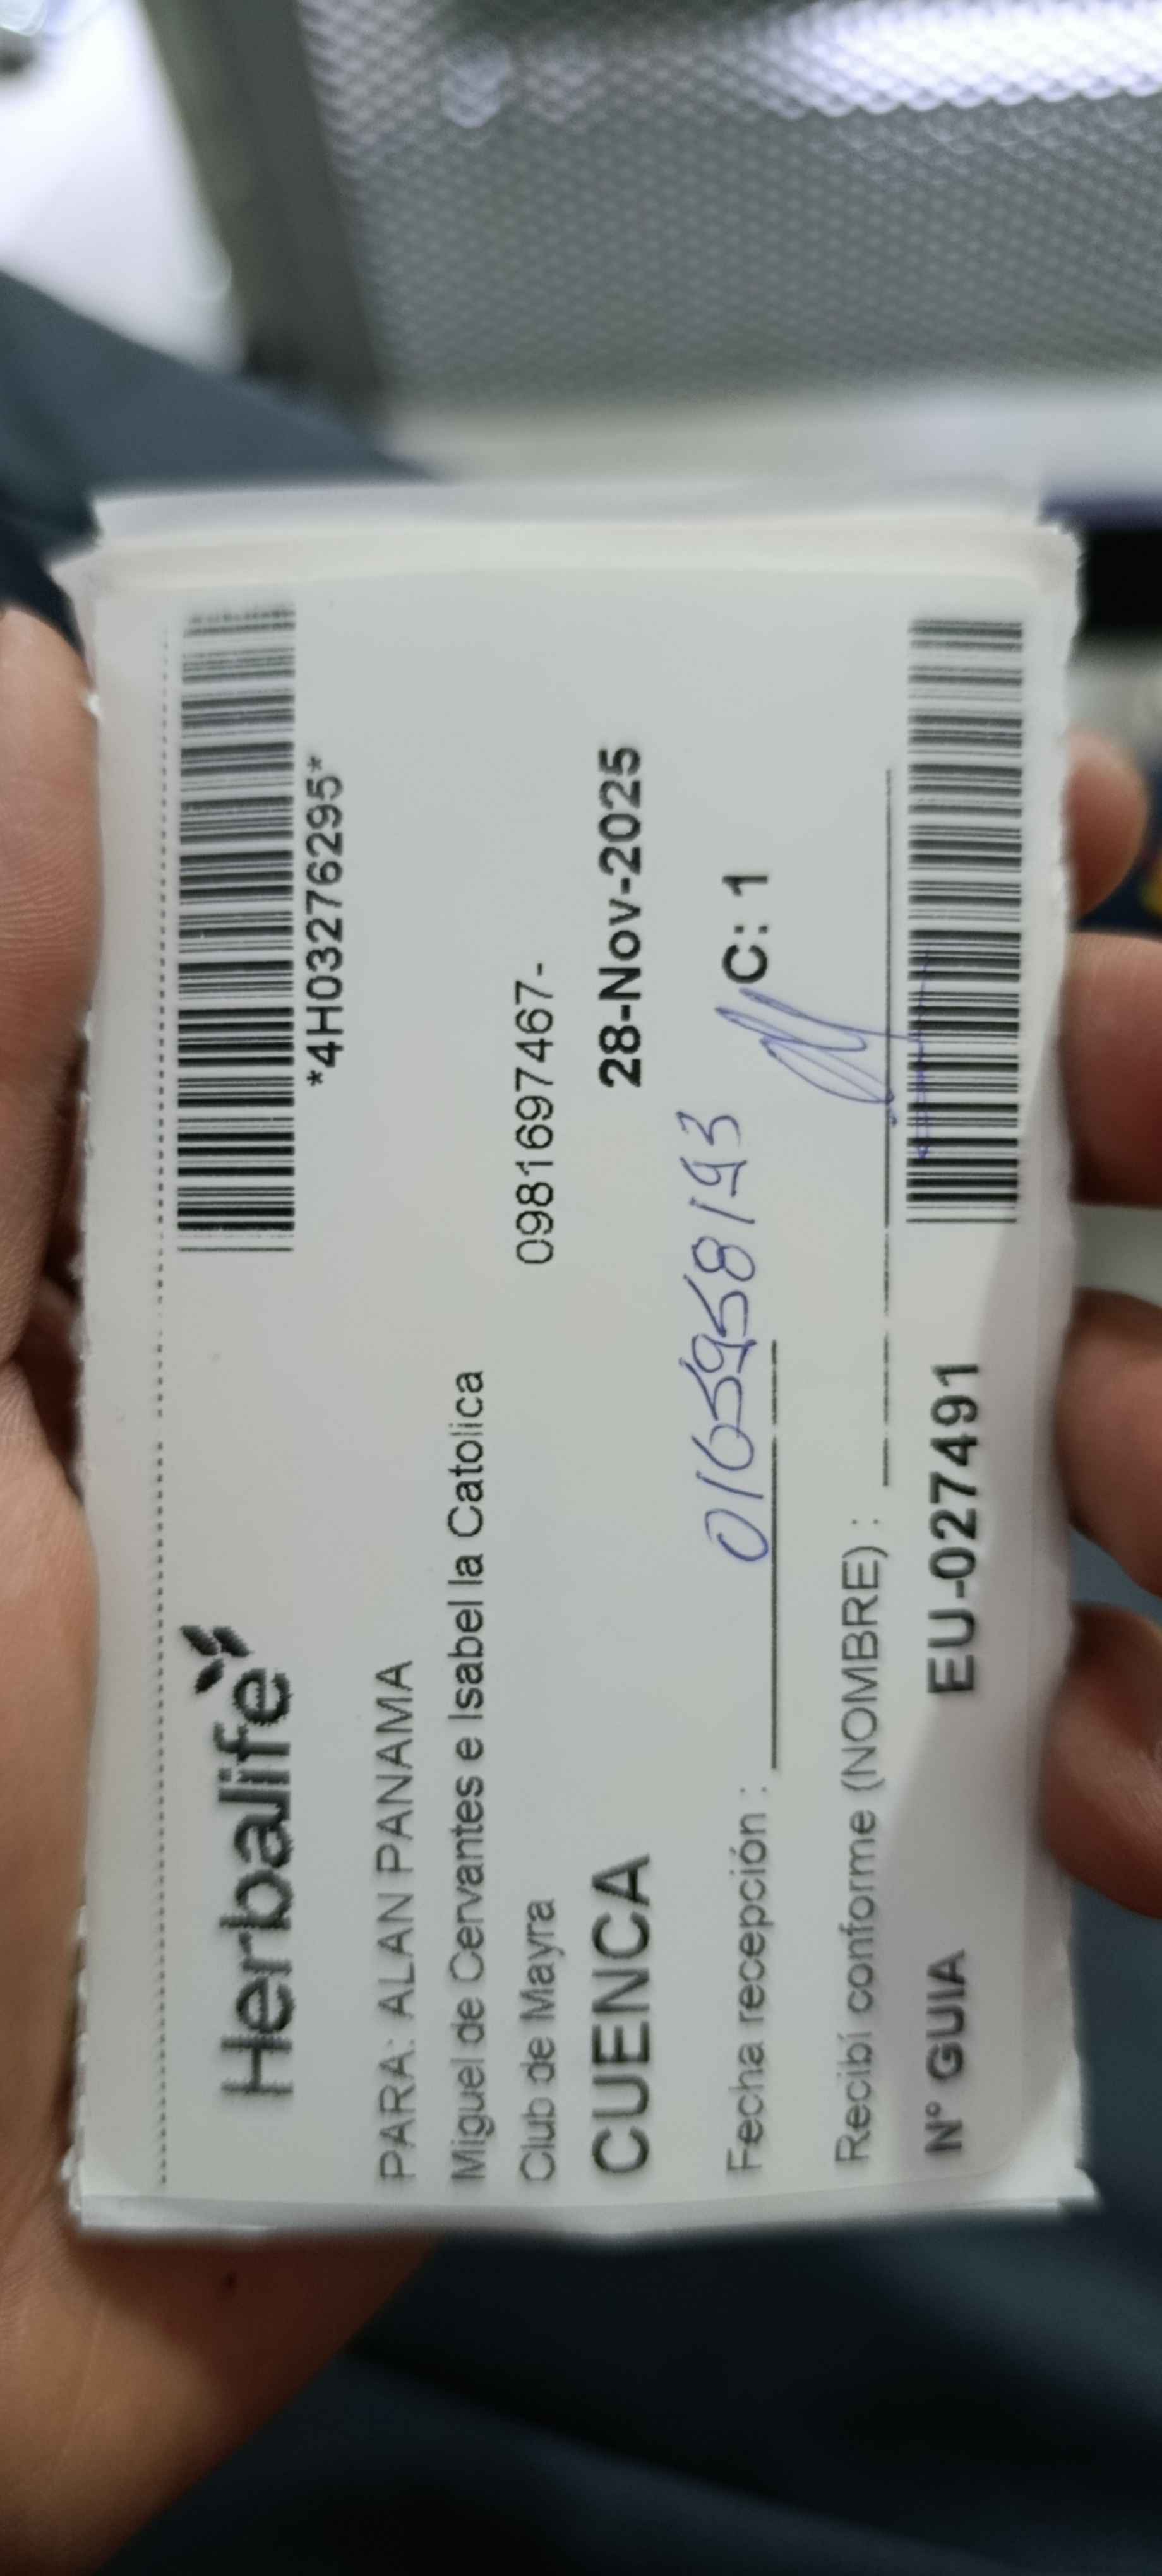 Herbalife
*4H03276295*
PARA: ALAN PANAMA
Miguel de Cervantes e Isabel la Catolica
Club de Mayra 0981697467-
CUENCA 28-Nov-2025
Fecha recepción : C: 1
Recibí conforme (NOMBRE) :
N° GUIA EU-027491